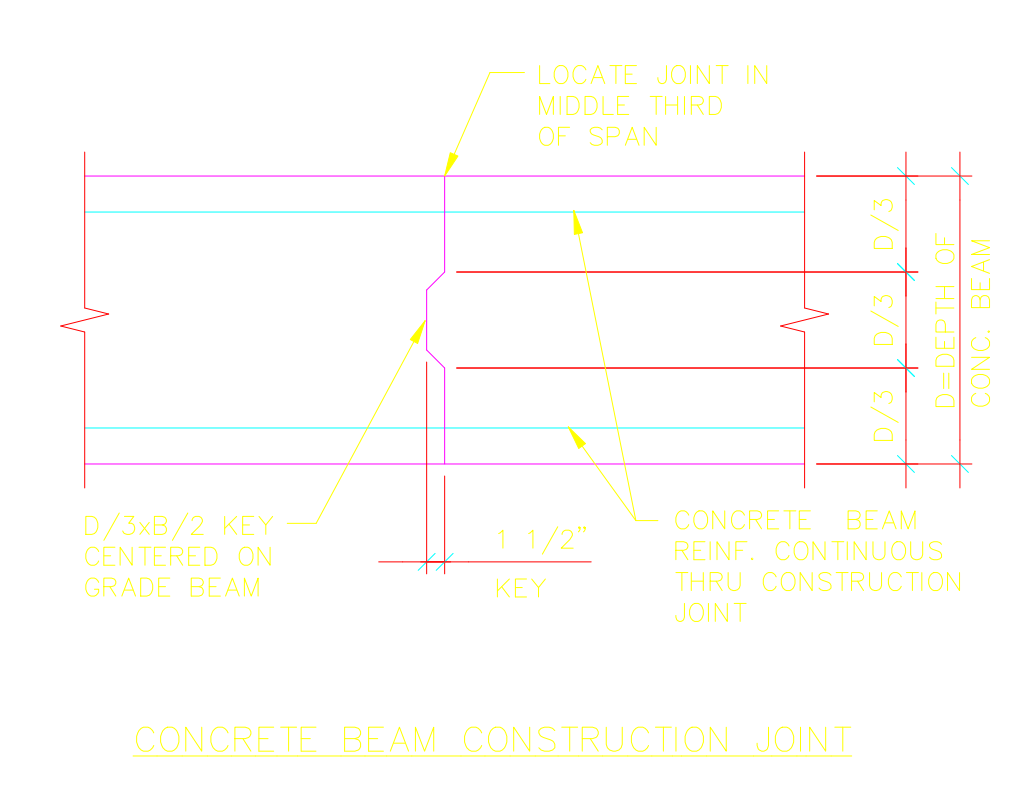 LOCATE JOINT IN
MIDDLE THIRD
OF SPAN
D/3
D/3
D/3
D=DEPTH OF
CONC. BEAM
D/3xB/2 KEY
CENTERED ON
GRADE BEAM
1 1/2"
KEY
CONCRETE BEAM
REINF. CONTINUOUS
THRU CONSTRUCTION
JOINT
CONCRETE BEAM CONSTRUCTION JOINT